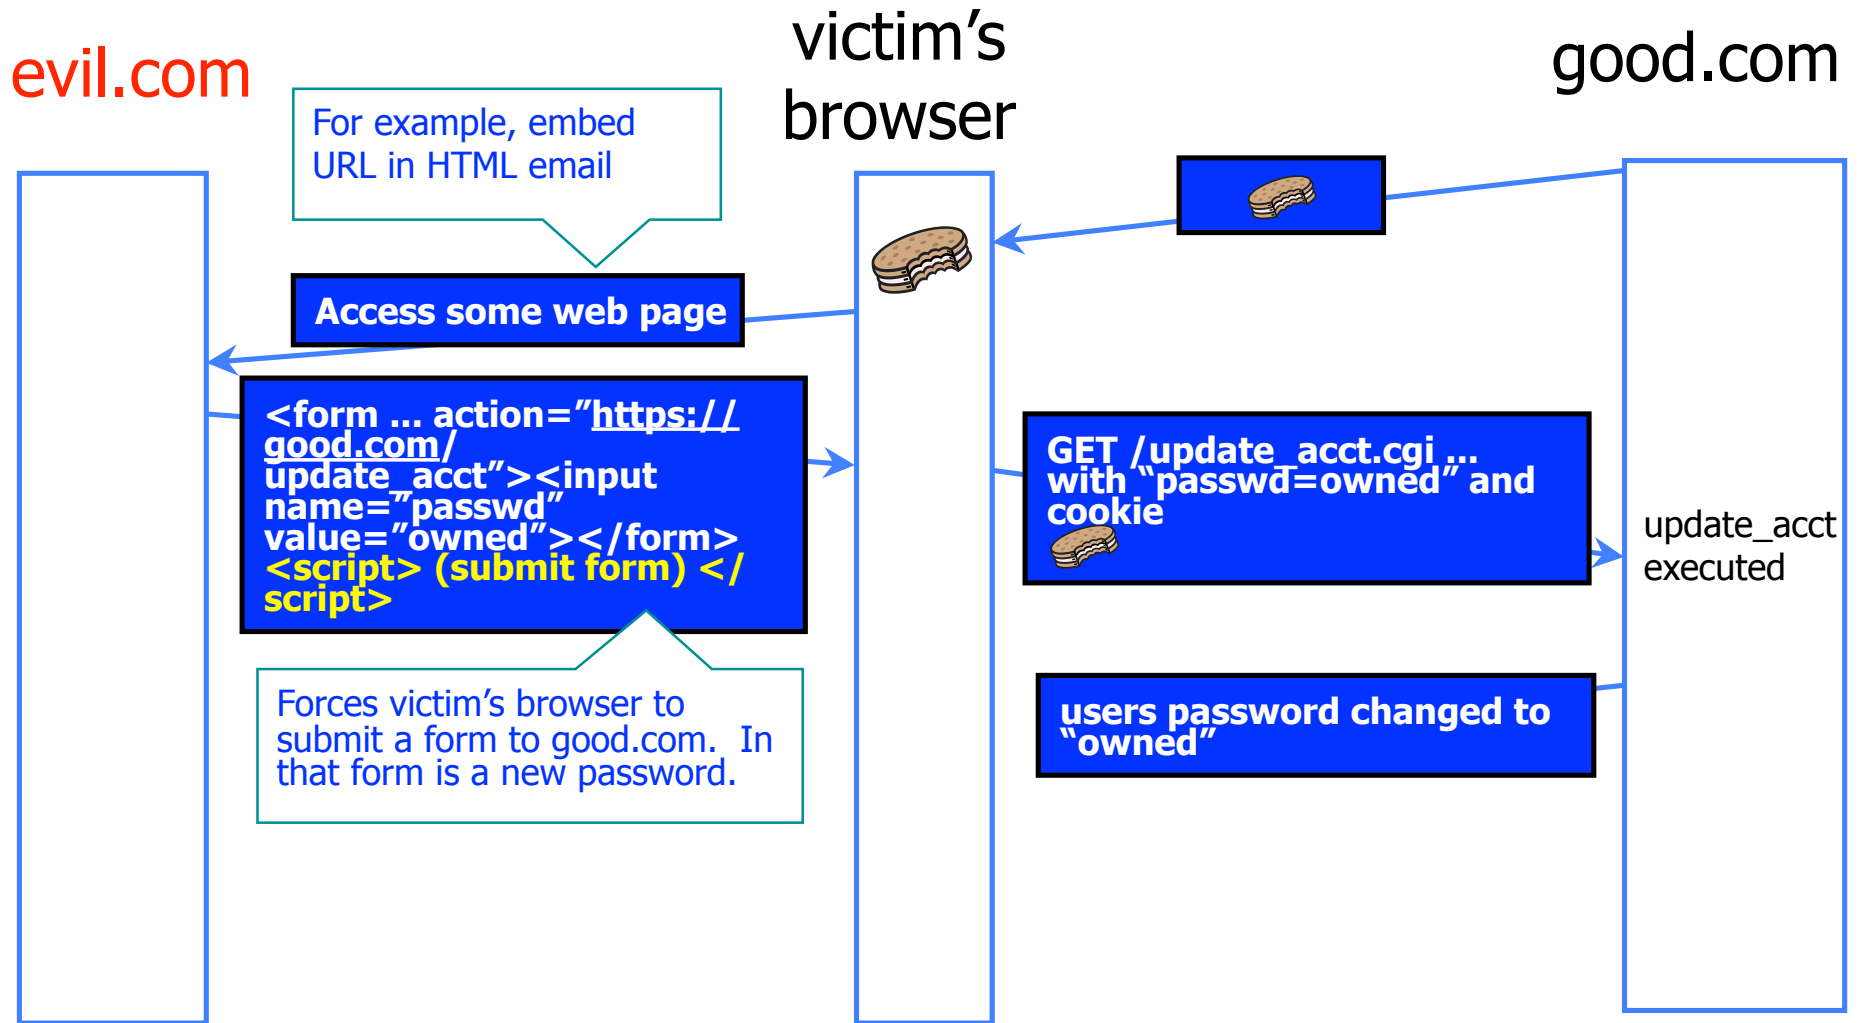 evil.com
victim’s
browser
good.com
For example, embed
URL in HTML email
Access some web page
<form … action=”https://
good.com/
update_acct”><input
name=”passwd”
value=”owned”></form>
<script> (submit form) </
script>
GET /update_acct.cgi …
with “passwd=owned” and
cookie
update_acct
executed
Forces victim’s browser to
submit a form to good.com.  In
that form is a new password.
users password changed to
“owned”